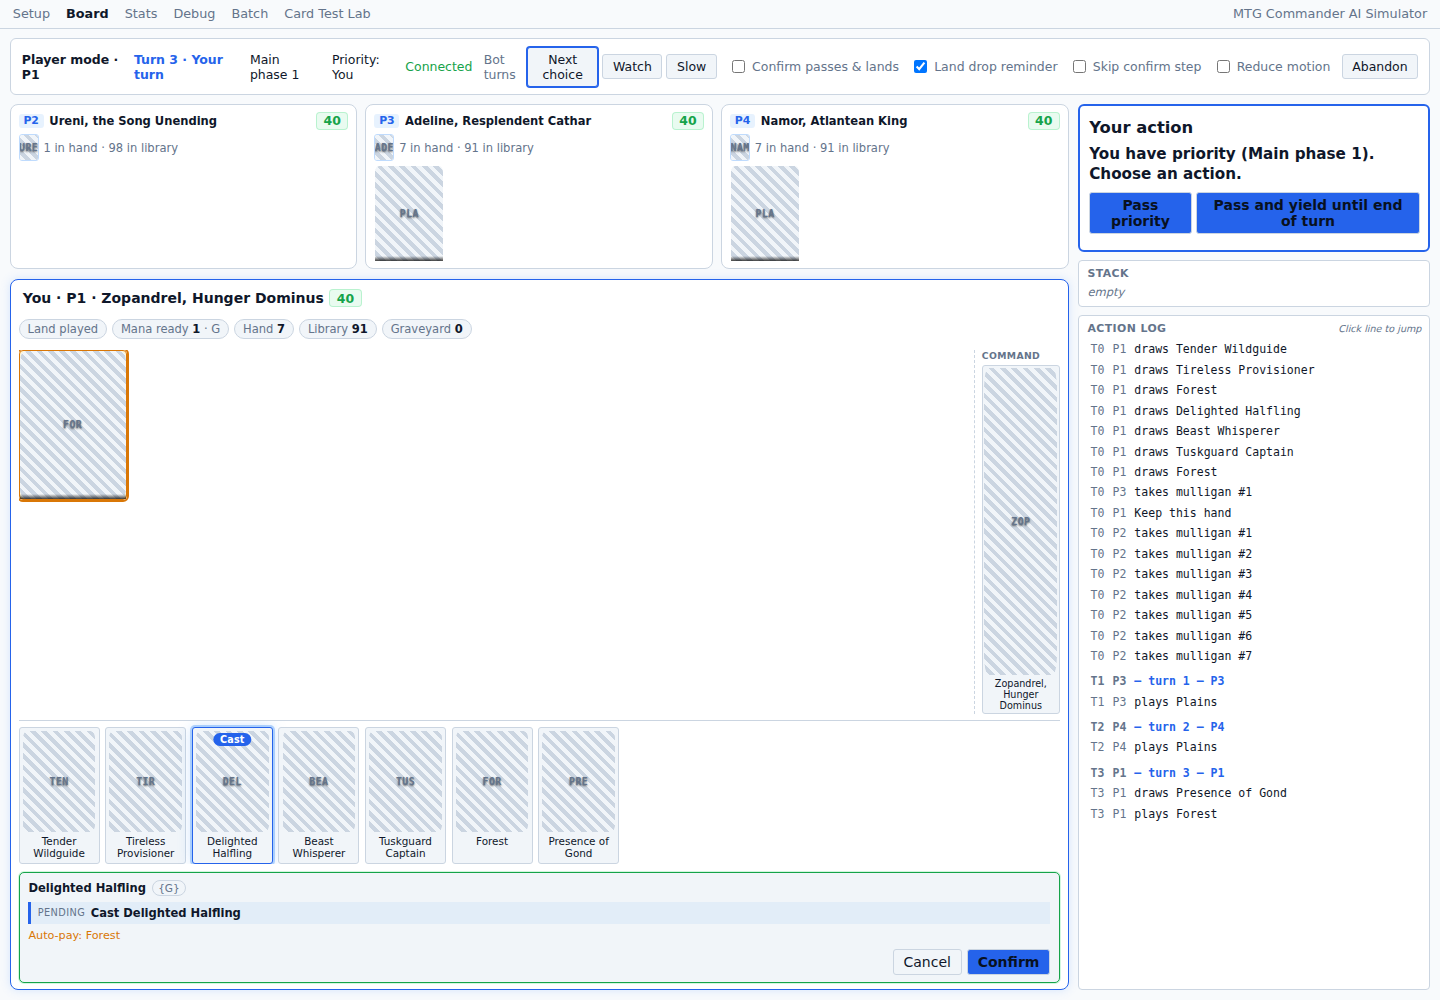 Setup Board Stats Debug Batch Card Test Lab MTG Commander AI Simulator
Player mode · P1
Turn 3 · Your turn
Main phase 1
Priority: You
Connected
Bot turns
Next choice
Watch
Slow
Confirm passes & lands
Land drop reminder
Skip confirm step
Reduce motion
Abandon
P2 Ureni, the Song Unending 40
URE 1 in hand · 98 in library
P3 Adeline, Resplendent Cathar 40
ADE 7 in hand · 91 in library
PLA
P4 Namor, Atlantean King 40
NAM 7 in hand · 91 in library
PLA
You · P1 · Zopandrel, Hunger Dominus 40
Land played Mana ready 1 · G Hand 7 Library 91 Graveyard 0
FOR
COMMAND
ZOP
Zopandrel,
Hunger
Dominus
TEN
Tender
Wildguide
TIR
Tireless
Provisioner
Cast
DEL
Delighted
Halfling
BEA
Beast
Whisperer
TUS
Tuskguard
Captain
FOR
Forest
PRE
Presence of
Gond
Delighted Halfling {G}
PENDING Cast Delighted Halfling
Auto-pay: Forest
Cancel Confirm
Your action
You have priority (Main phase 1).
Choose an action.
Pass
priority
Pass and yield until end
of turn
STACK
empty
ACTION LOG Click line to jump
T0 P1 draws Tender Wildguide
T0 P1 draws Tireless Provisioner
T0 P1 draws Forest
T0 P1 draws Delighted Halfling
T0 P1 draws Beast Whisperer
T0 P1 draws Tuskguard Captain
T0 P1 draws Forest
T0 P3 takes mulligan #1
T0 P1 Keep this hand
T0 P2 takes mulligan #1
T0 P2 takes mulligan #2
T0 P2 takes mulligan #3
T0 P2 takes mulligan #4
T0 P2 takes mulligan #5
T0 P2 takes mulligan #6
T0 P2 takes mulligan #7
T1 P3 — turn 1 — P3
T1 P3 plays Plains
T2 P4 — turn 2 — P4
T2 P4 plays Plains
T3 P1 — turn 3 — P1
T3 P1 draws Presence of Gond
T3 P1 plays Forest